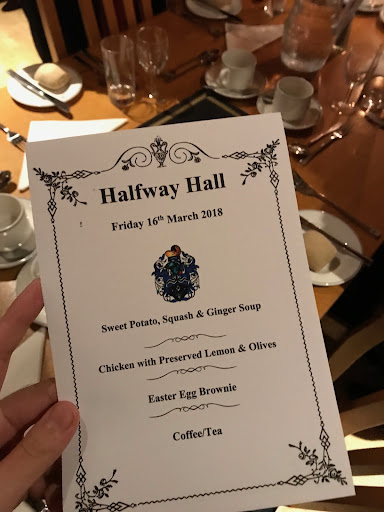 Halfway Hall
Friday 16th March 2018
Sweet Potato, Squash & Ginger Soup
Chicken with Preserved Lemon & Olives
Easter Egg Brownie
Coffee/Tea